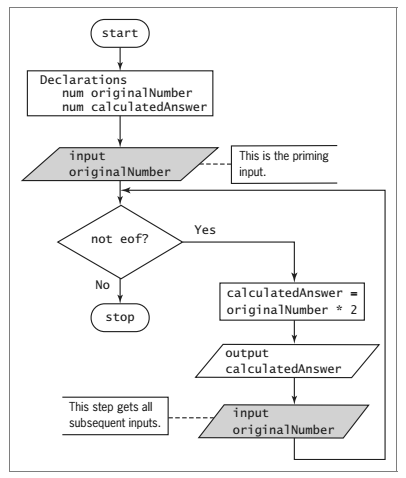 start
Declarations
num originalNumber
num calculatedAnswer
input
originalNumber
This is the priming
input.
not eof?
Yes
No
stop
calculatedAnswer =
originalNumber * 2
output
calculatedAnswer
This step gets all
subsequent inputs.
input
originalNumber